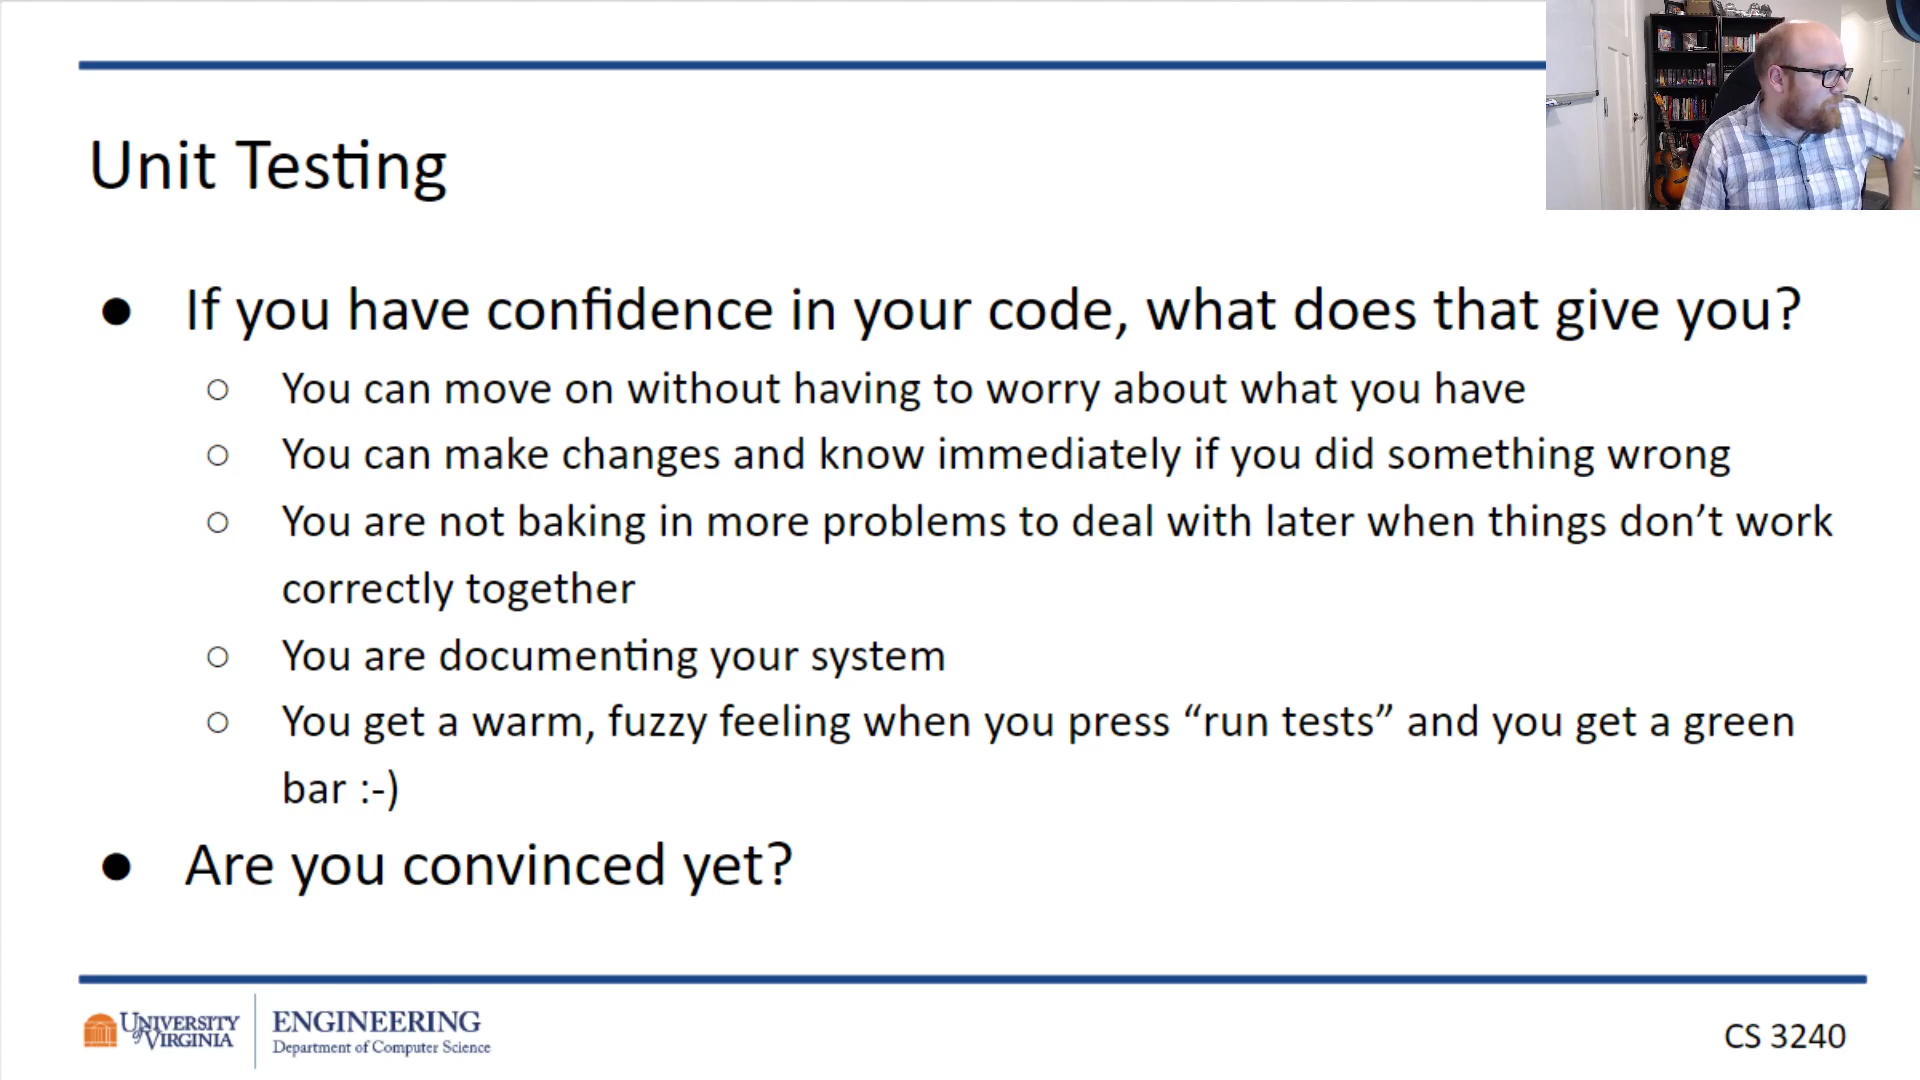 Unit Testing
● If you have confidence in your code, what does that give you?
○ You can move on without having to worry about what you have
○ You can make changes and know immediately if you did something wrong
○ You are not baking in more problems to deal with later when things don’t work
correctly together
○ You are documenting your system
○ You get a warm, fuzzy feeling when you press “run tests” and you get a green
bar :-)
● Are you convinced yet?
UNIVERSITY
of VIRGINIA
ENGINEERING
Department of Computer Science
CS 3240